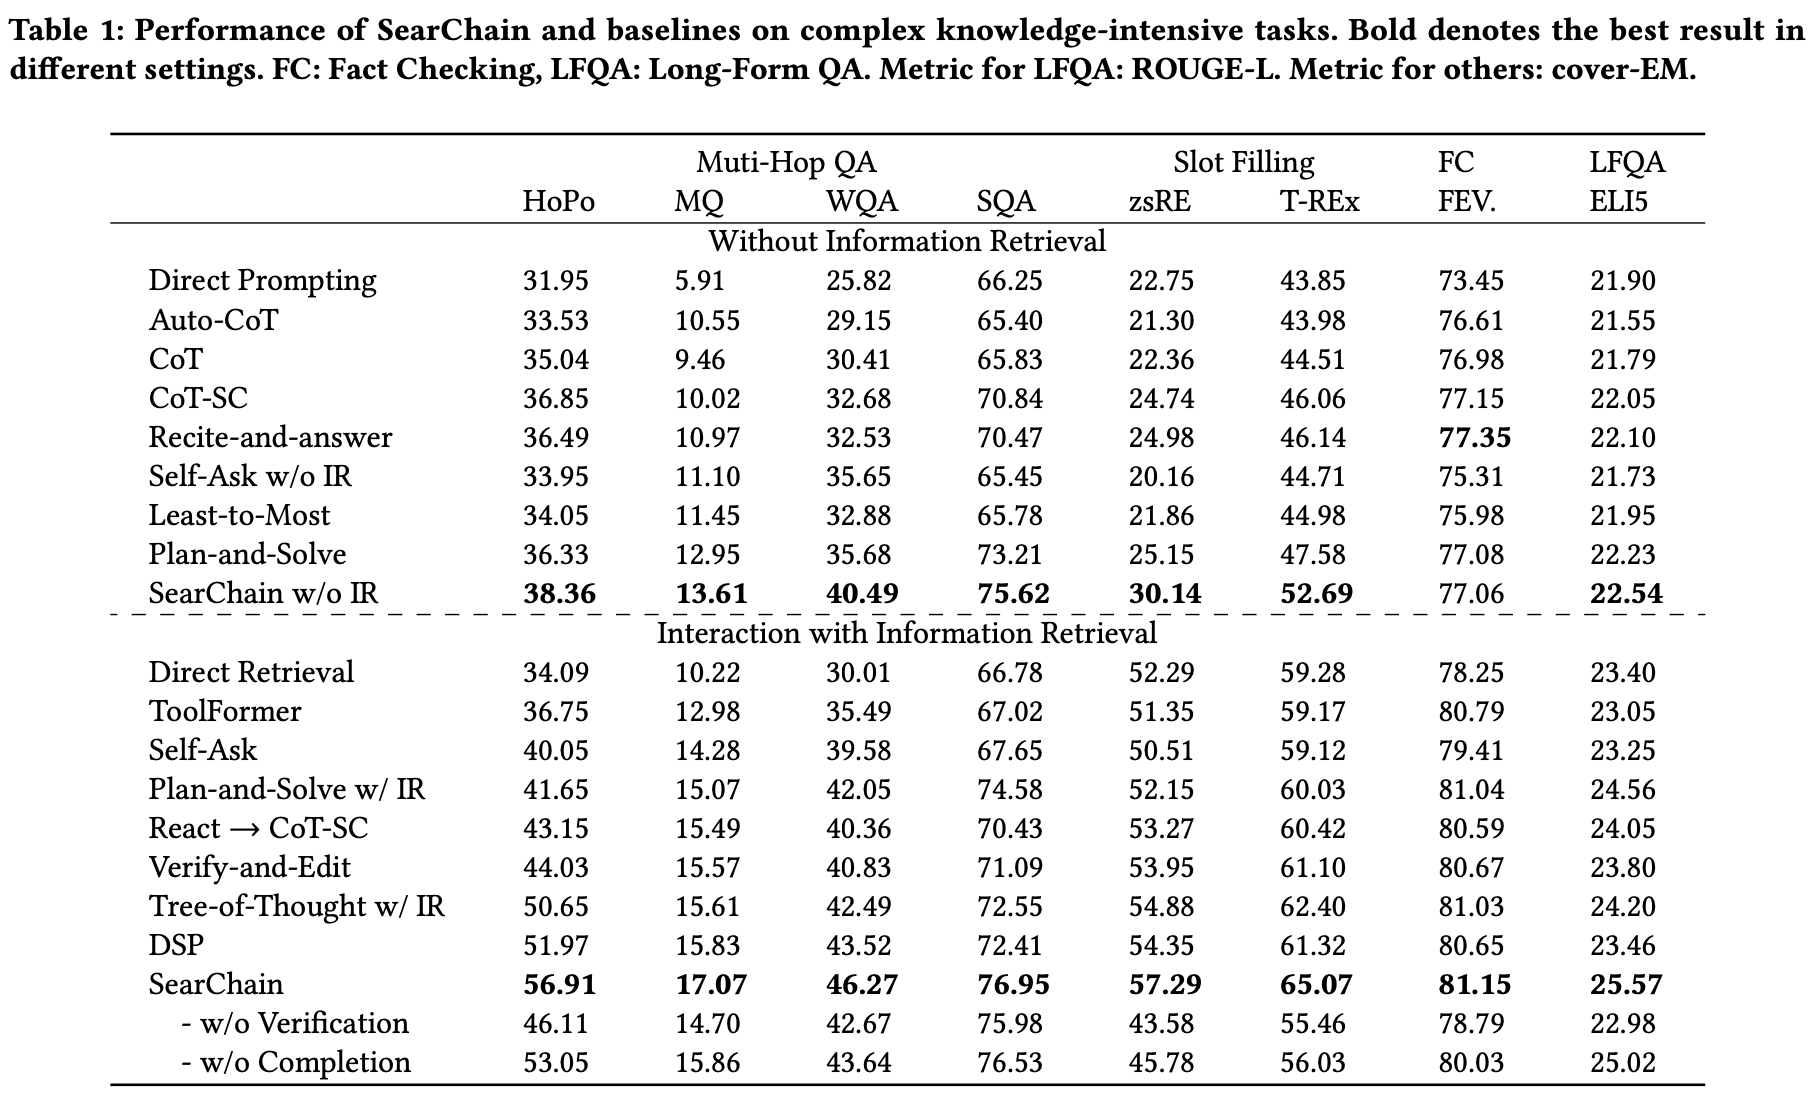 Table 1: Performance of SearChain and baselines on complex knowledge-intensive tasks. Bold denotes the best result in
different settings. FC: Fact Checking, LFQA: Long-Form QA. Metric for LFQA: ROUGE-L. Metric for others: cover-EM.
Muti-Hop QA Slot Filling FC LFQA
HoPo MQ WQA SQA zsRE T-REx FEV. ELI5
Without Information Retrieval
Direct Prompting 31.95 5.91 25.82 66.25 22.75 43.85 73.45 21.90
Auto-CoT 33.53 10.55 29.15 65.40 21.30 43.98 76.61 21.55
CoT 35.04 9.46 30.41 65.83 22.36 44.51 76.98 21.79
CoT-SC 36.85 10.02 32.68 70.84 24.74 46.06 77.15 22.05
Recite-and-answer 36.49 10.97 32.53 70.47 24.98 46.14 77.35 22.10
Self-Ask w/o IR 33.95 11.10 35.65 65.45 20.16 44.71 75.31 21.73
Least-to-Most 34.05 11.45 32.88 65.78 21.86 44.98 75.98 21.95
Plan-and-Solve 36.33 12.95 35.68 73.21 25.15 47.58 77.08 22.23
SearChain w/o IR 38.36 13.61 40.49 75.62 30.14 52.69 77.06 22.54
Interaction with Information Retrieval
Direct Retrieval 34.09 10.22 30.01 66.78 52.29 59.28 78.25 23.40
ToolFormer 36.75 12.98 35.49 67.02 51.35 59.17 80.79 23.05
Self-Ask 40.05 14.28 39.58 67.65 50.51 59.12 79.41 23.25
Plan-and-Solve w/ IR 41.65 15.07 42.05 74.58 52.15 60.03 81.04 24.56
React → CoT-SC 43.15 15.49 40.36 70.43 53.27 60.42 80.59 24.05
Verify-and-Edit 44.03 15.57 40.83 71.09 53.95 61.10 80.67 23.80
Tree-of-Thought w/ IR 50.65 15.61 42.49 72.55 54.88 62.40 81.03 24.20
DSP 51.97 15.83 43.52 72.41 54.35 61.32 80.65 23.46
SearChain 56.91 17.07 46.27 76.95 57.29 65.07 81.15 25.57
- w/o Verification 46.11 14.70 42.67 75.98 43.58 55.46 78.79 22.98
- w/o Completion 53.05 15.86 43.64 76.53 45.78 56.03 80.03 25.02